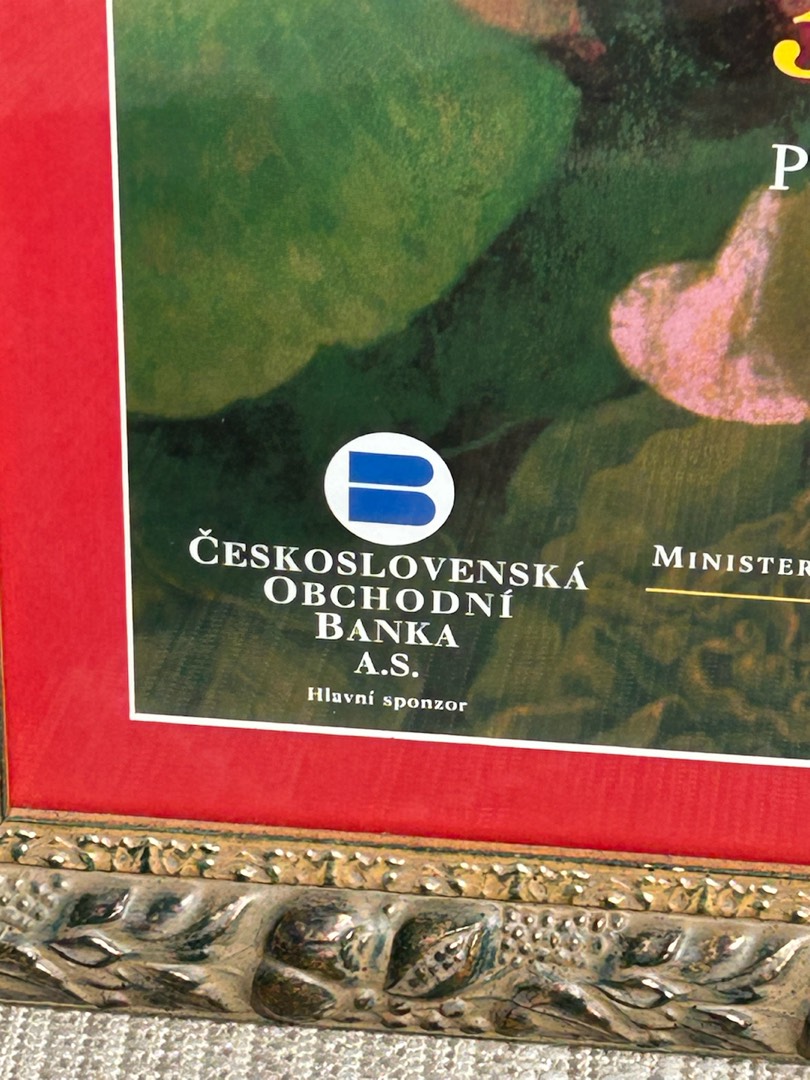 P
ČESKOSLOVENSKÁ
OBCHODNÍ
BANKA
A.S.
Hlavní sponzor
MINISTER